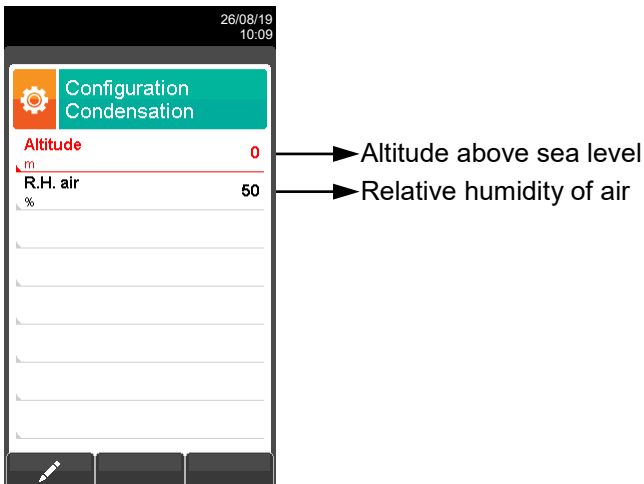 26/08/19
10:09
Configuration
Condensation
Altitude
0
m
Altitude above sea level
R.H. air
50
%
Relative humidity of air